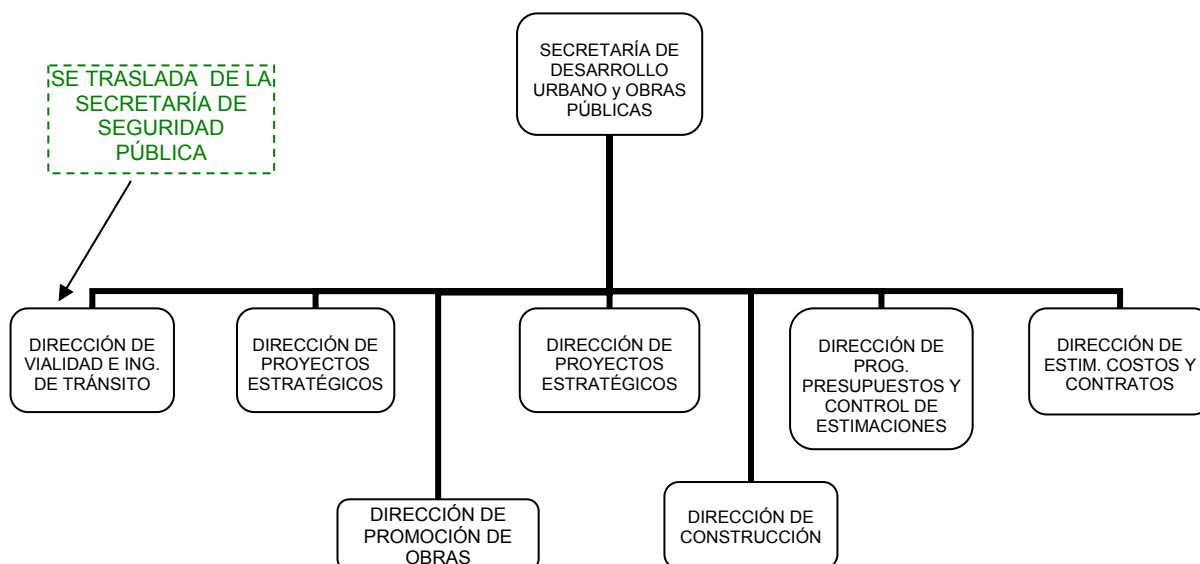 SECRETARÍA DE
DESARROLLO
URBANO y OBRAS
PÚBLICAS
SE TRASLADA DE LA
SECRETARÍA DE
SEGURIDAD
PÚBLICA
DIRECCIÓN DE
VIALIDAD E ING.
DE TRÁNSITO
DIRECCIÓN DE
PROYECTOS
ESTRATÉGICOS
DIRECCIÓN DE
PROYECTOS
ESTRATÉGICOS
DIRECCIÓN DE
PROG.
PRESUPUESTOS Y
CONTROL DE
ESTIMACIONES
DIRECCIÓN DE
ESTIM. COSTOS Y
CONTRATOS
DIRECCIÓN DE
PROMOCIÓN DE
OBRAS
DIRECCIÓN DE
CONSTRUCCIÓN